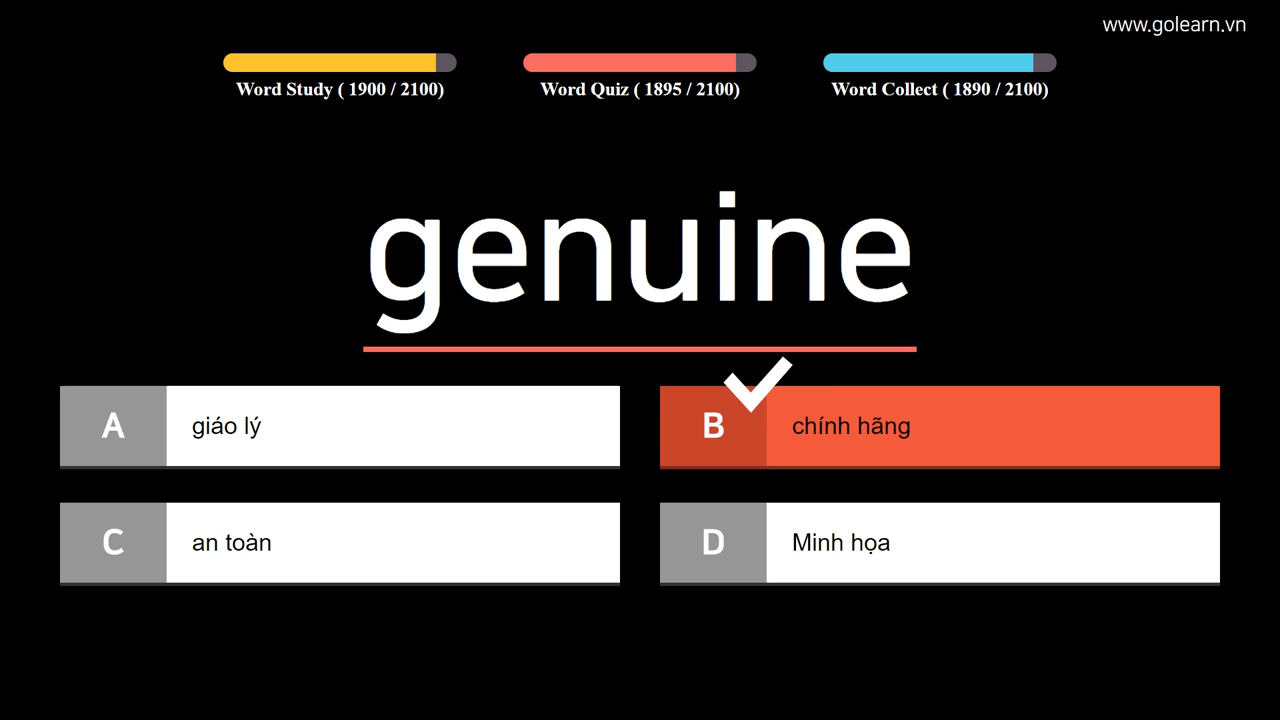 www.golearn.vn
Word Study ( 1900 / 2100)
Word Quiz ( 1895 / 2100)
Word Collect ( 1890 / 2100)
genuine
A giáo lý
B chính hãng
C an toàn
D Minh họa